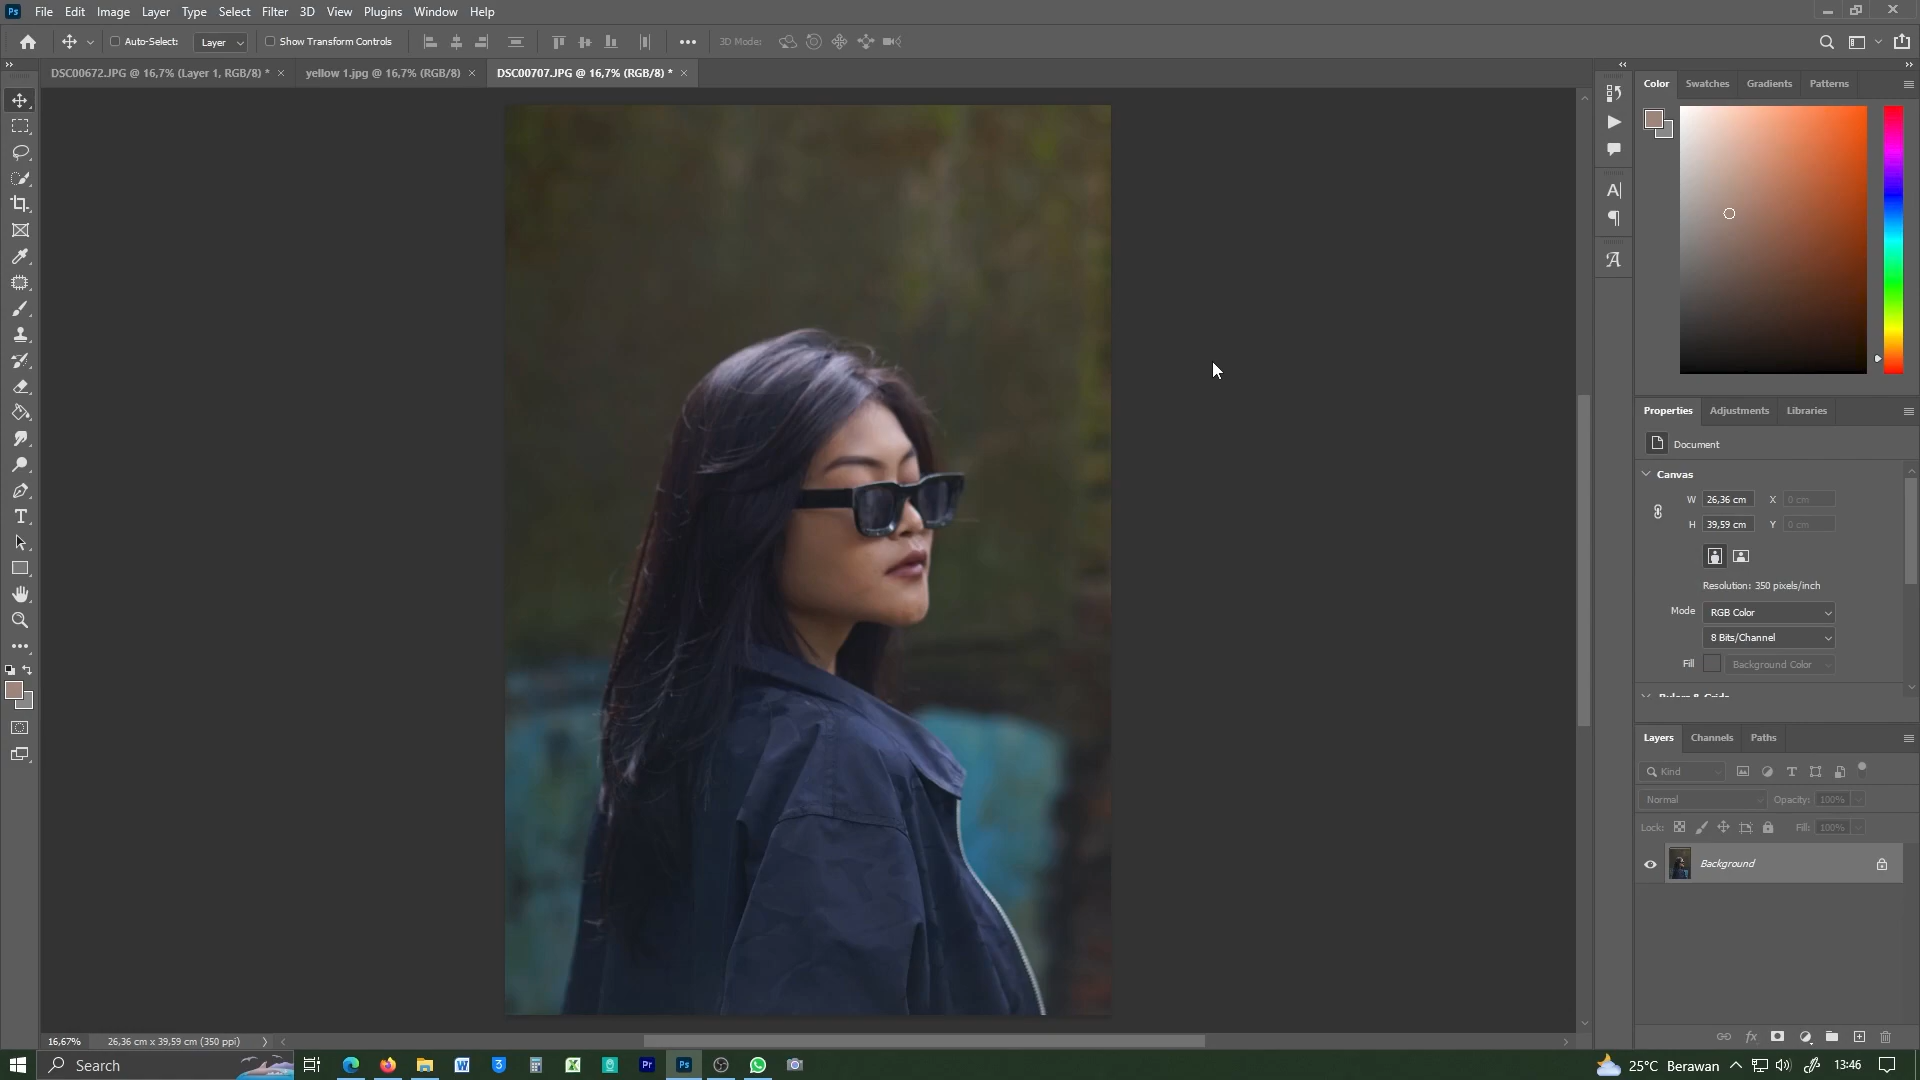 Ps File Edit Image Layer Type Select Filter 3D View Plugins Window Help
Auto-Select: Layer Show Transform Controls 3D Mode:
DSC00672.JPG @ 16,7% (Layer 1, RGB/8) * × yellow 1.jpg @ 16,7% (RGB/8) × DSC00707.JPG @ 16,7% (RGB/8) * ×
Color Swatches Gradients Patterns
Properties Adjustments Libraries
Document
Canvas
W 26,36 cm X 0 cm
H 39,59 cm Y 0 cm
Resolution: 350 pixels/inch
Mode RGB Color
8 Bits/Channel
Fill Background Color
Rulers & Grids
Layers Channels Paths
Kind
Normal Opacity: 100%
Lock: Fill: 100%
Background
16,67% 26,36 cm x 39,59 cm (350 ppi)
Search Pr Ps 25°C Berawan 13:46